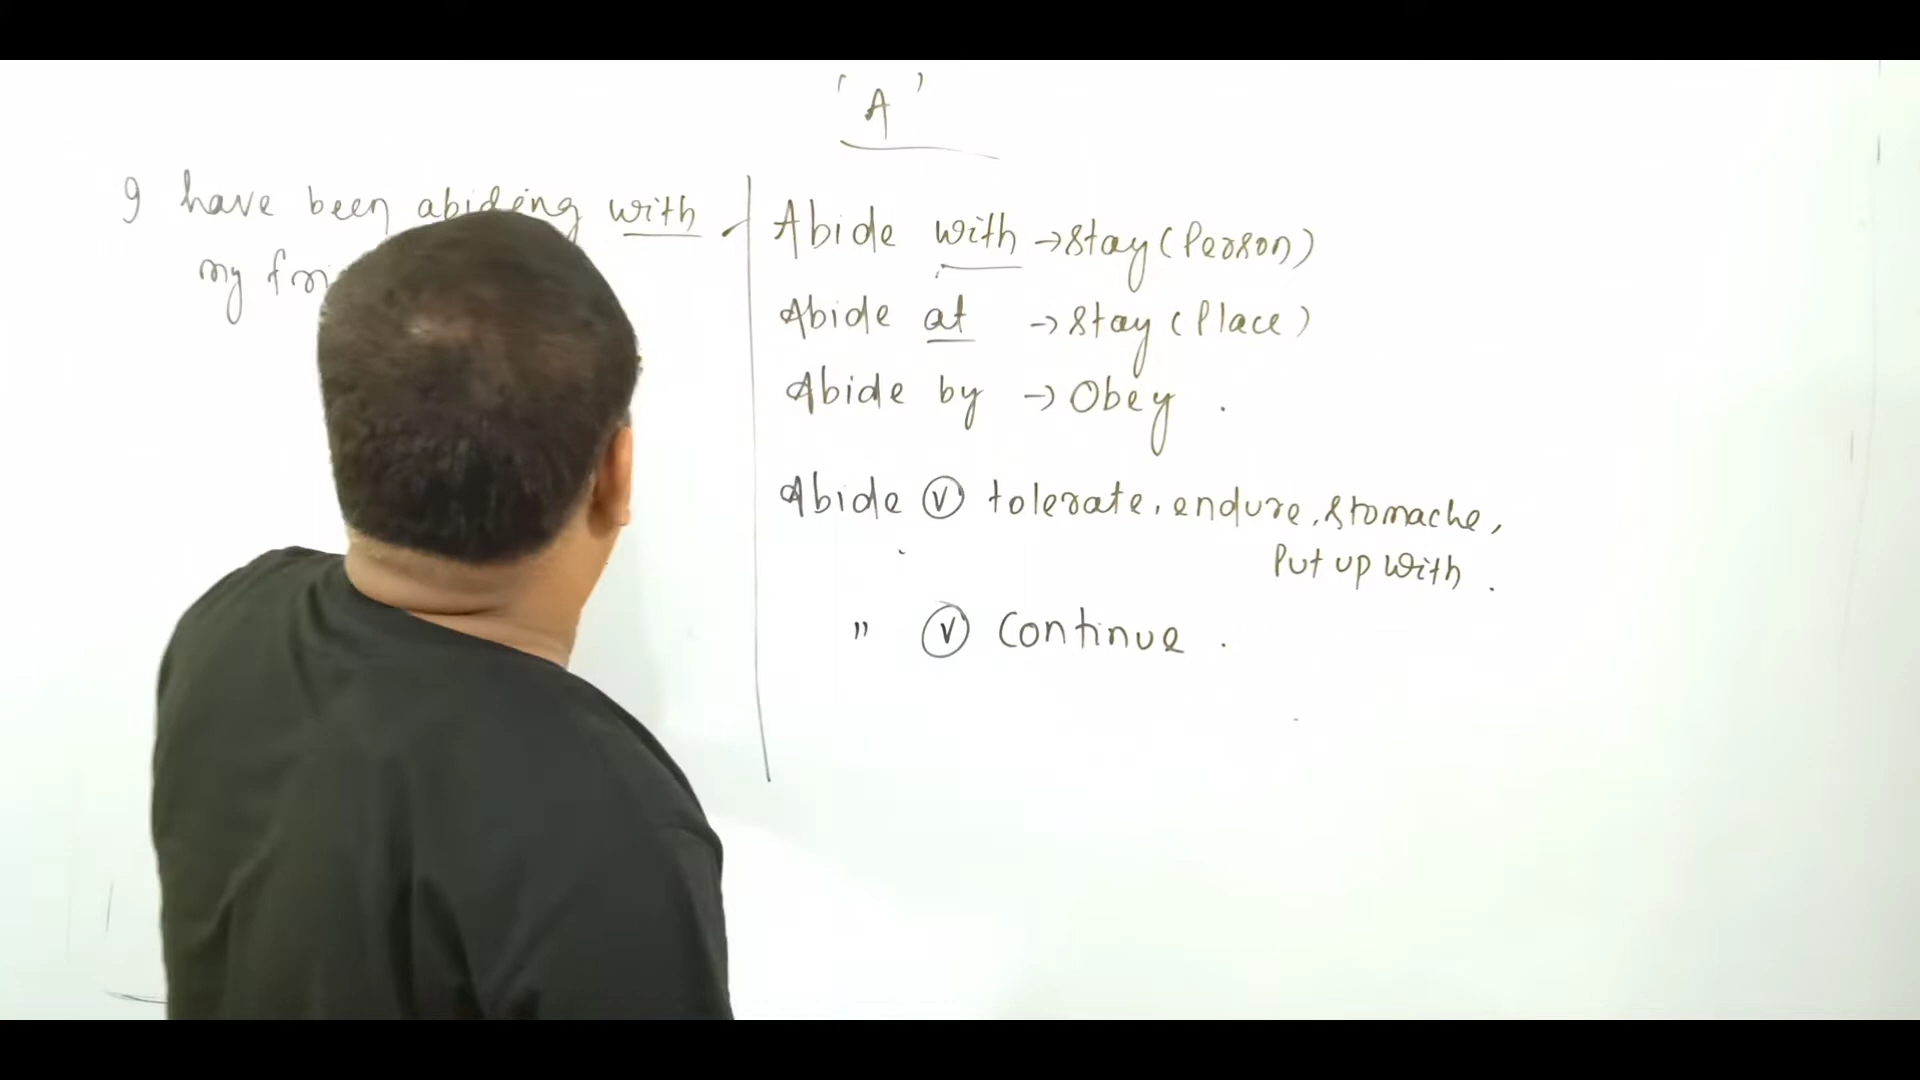 'A'
I have been abiding with
my
Abide with → Stay (Person)
Abide at → Stay (Place)
Abide by → Obey .
Abide (V) tolerate, endure, stomache,
Put up with .
" (V) Continue .